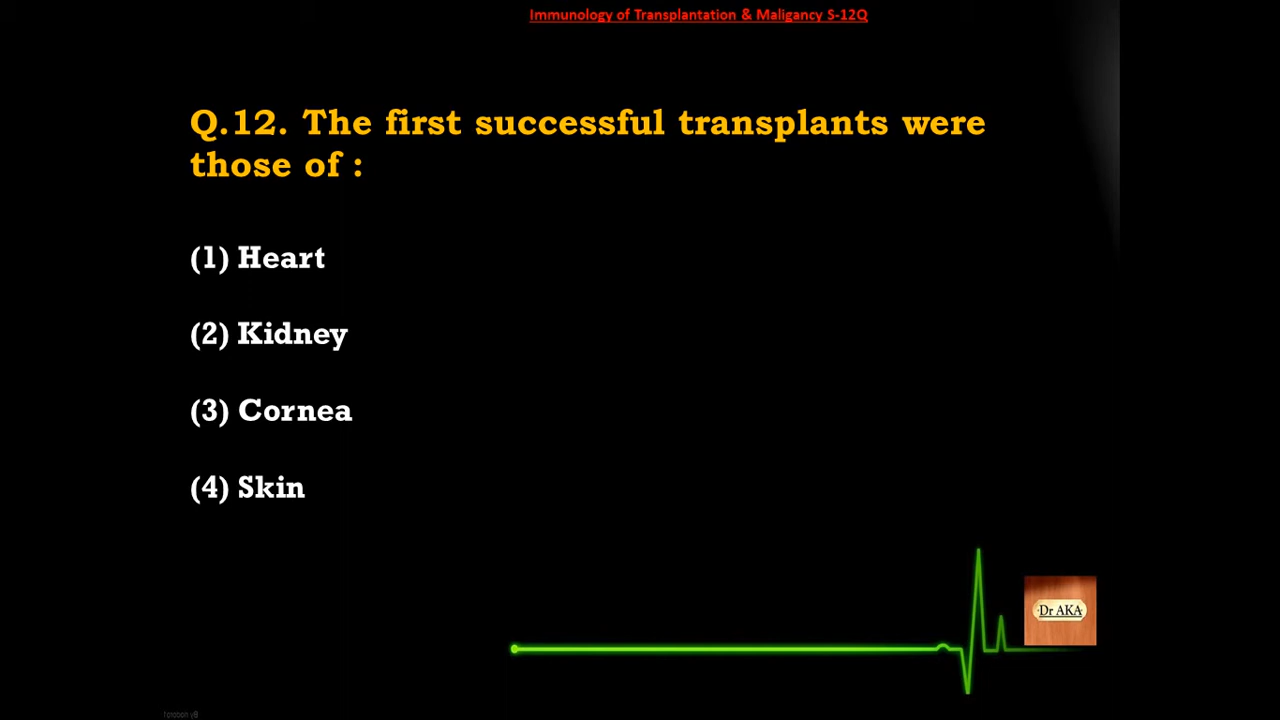 Immunology of Transplantation & Maligancy S-12Q
Q.12. The first successful transplants were
those of :
(1) Heart
(2) Kidney
(3) Cornea
(4) Skin
Dr AKA